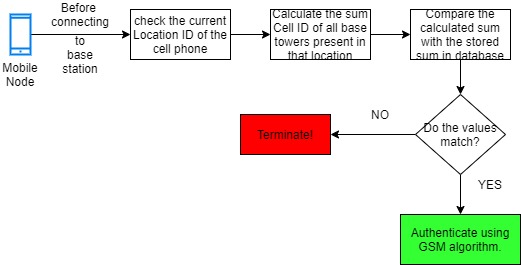 Before
connecting
to
base
station
Mobile
Node
check the current
Location ID of the
cell phone
Calculate the sum
Cell ID of all base
towers present in
that location
Compare the
calculated sum
with the stored
sum in database
Do the values
match?
NO
Terminate!
YES
Authenticate using
GSM algorithm.